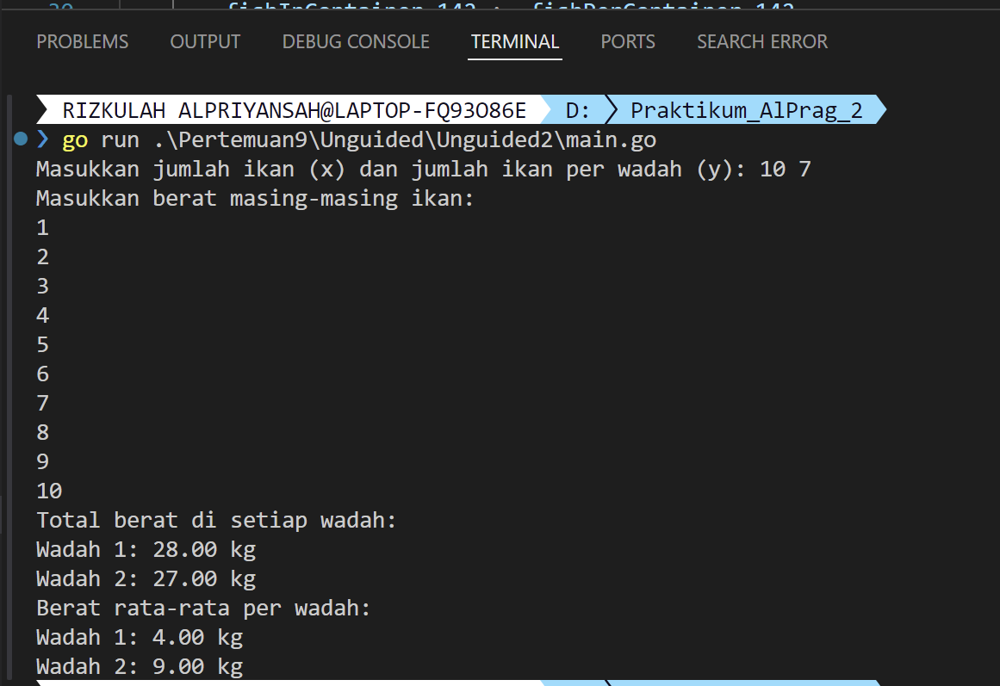 PROBLEMS OUTPUT DEBUG CONSOLE TERMINAL PORTS SEARCH ERROR
RIZKULAH ALPRIYANSAH@LAPTOP-FQ93O86E D: Praktikum_AlPrag_2
❯ go run .\Pertemuan9\Unguided\Unguided2\main.go
Masukkan jumlah ikan (x) dan jumlah ikan per wadah (y): 10 7
Masukkan berat masing-masing ikan:
1
2
3
4
5
6
7
8
9
10
Total berat di setiap wadah:
Wadah 1: 28.00 kg
Wadah 2: 27.00 kg
Berat rata-rata per wadah:
Wadah 1: 4.00 kg
Wadah 2: 9.00 kg